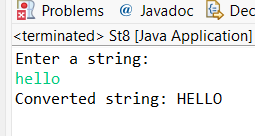 Problems @ Javadoc Dec
<terminated> St8 [Java Application]
Enter a string:
hello
Converted string: HELLO